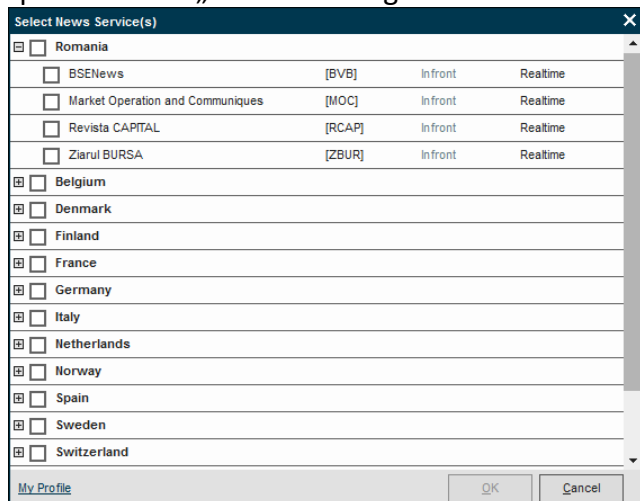 Select News Service(s)
Romania
BSENews [BVB] Infront Realtime
Market Operation and Communiques [MOC] Infront Realtime
Revista CAPITAL [RCAP] Infront Realtime
Ziarul BURSA [ZBUR] Infront Realtime
Belgium
Denmark
Finland
France
Germany
Italy
Netherlands
Norway
Spain
Sweden
Switzerland
My Profile OK Cancel